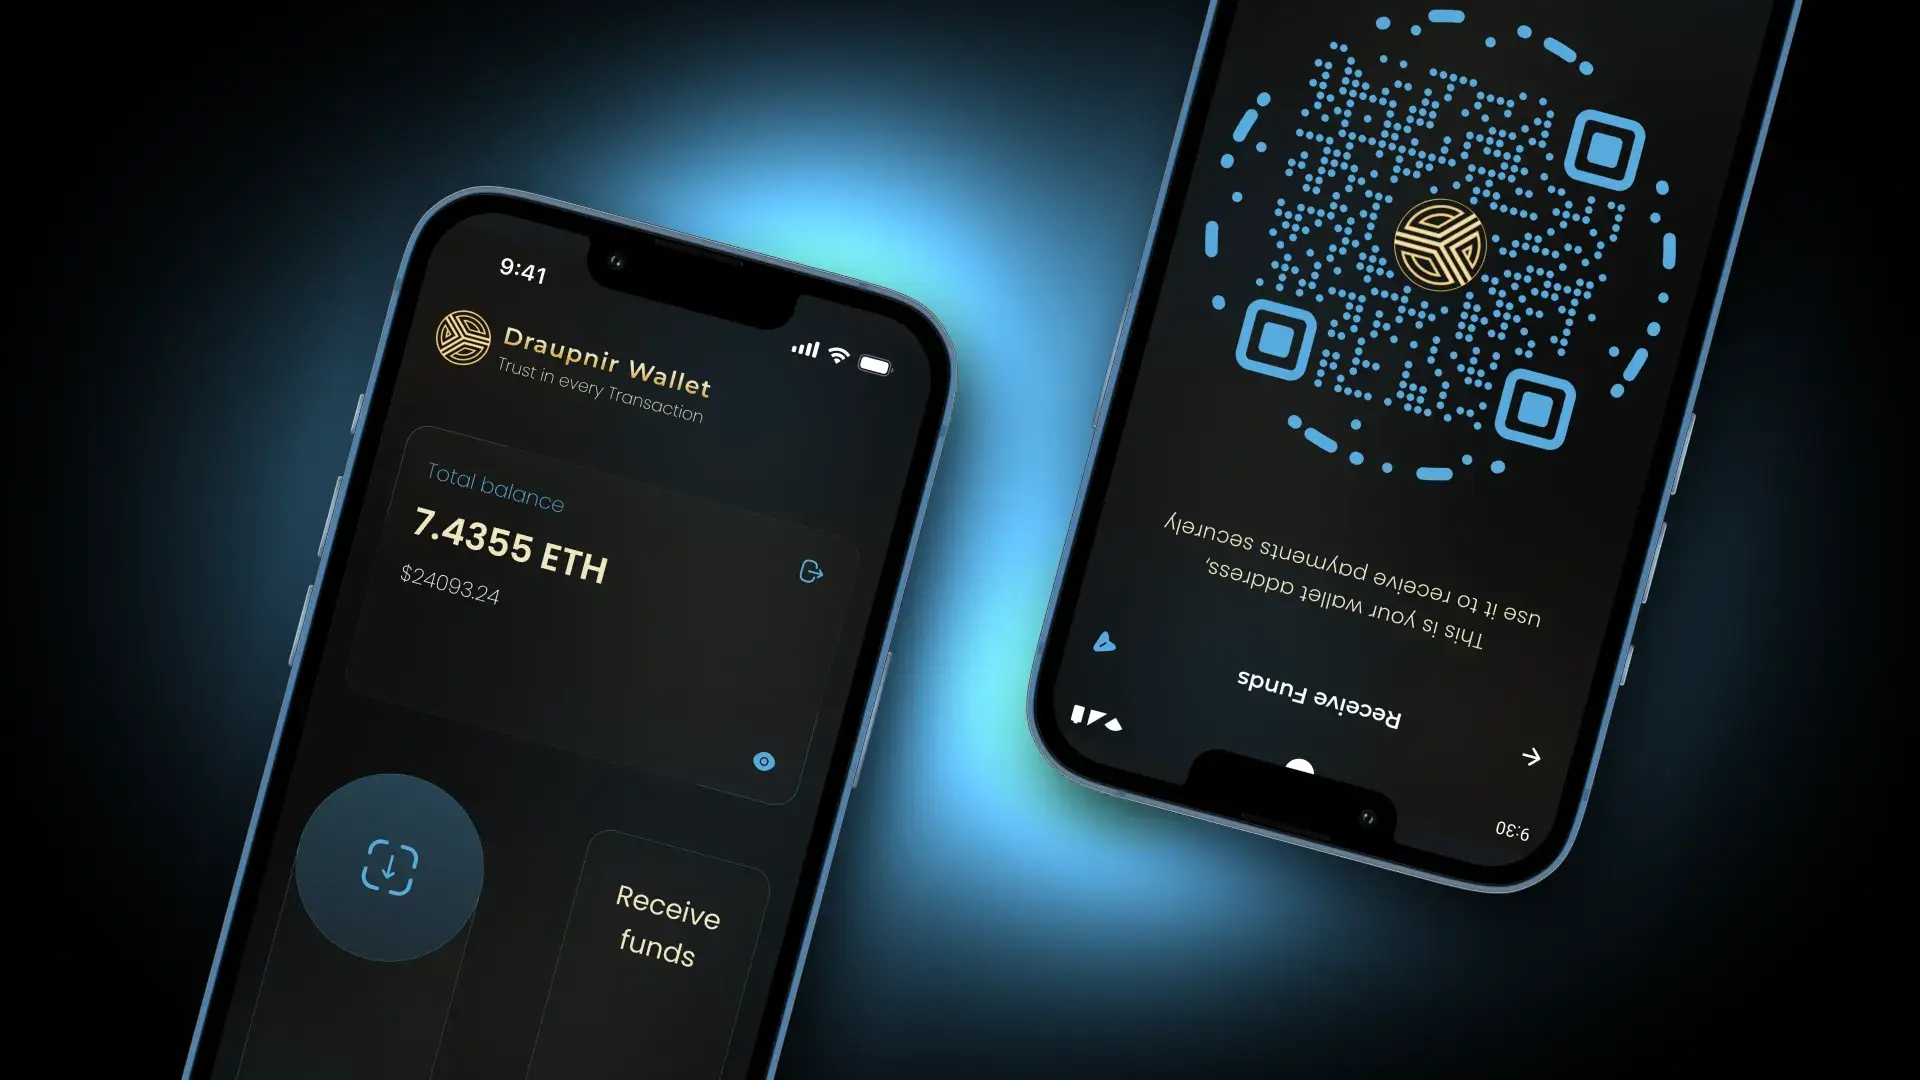 9:41
Draupnir Wallet
Trust in every Transaction
Total balance
7.4355 ETH
$24093.24
Receive
funds
9:30
Receive Funds
This is your wallet address,
use it to receive payments securely